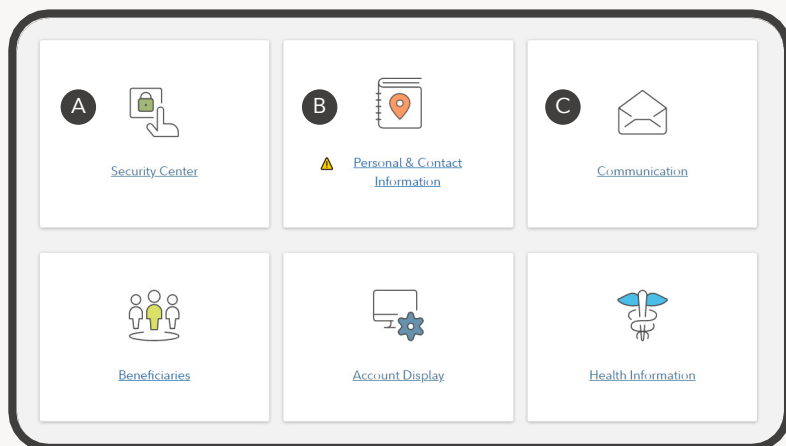 A
B
C
Security Center
Personal & Contact
Information
Communication
Beneficiaries
Account Display
Health Information